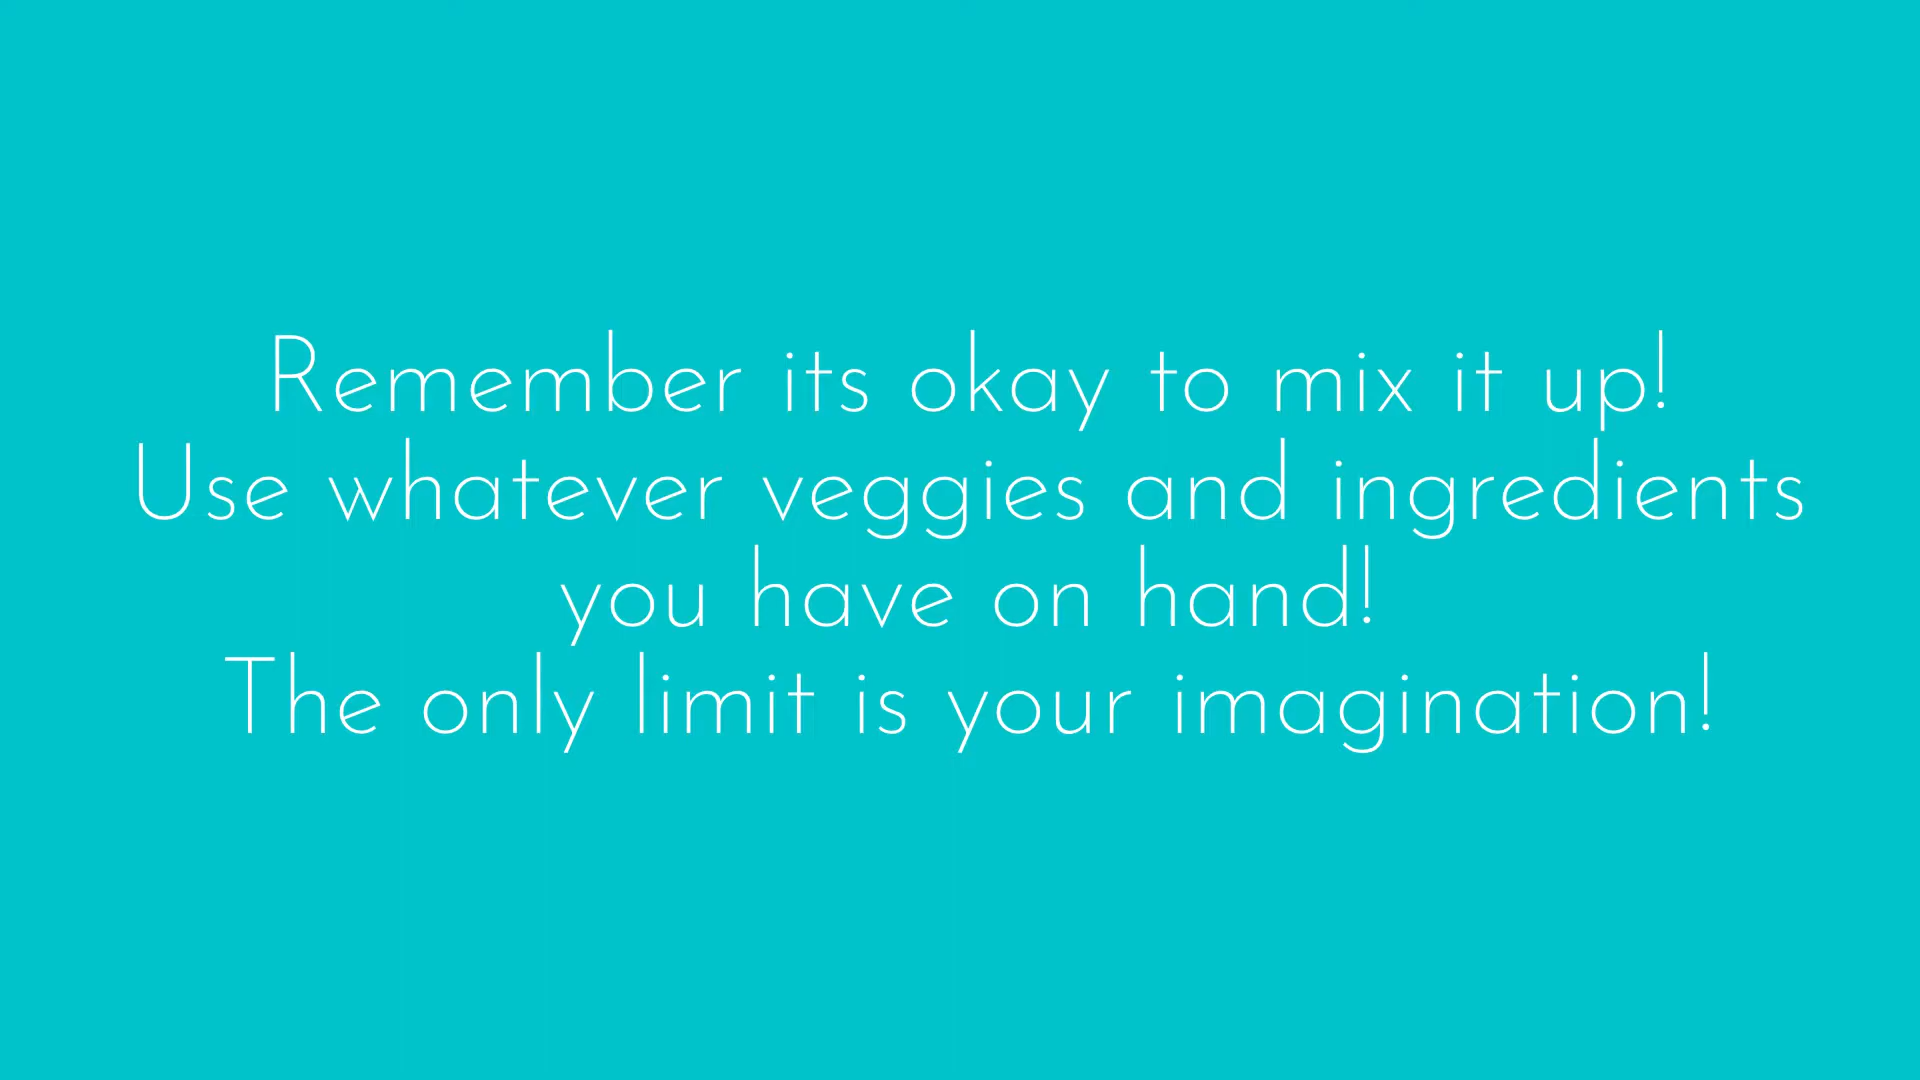 Remember its okay to mix it up!
Use whatever veggies and ingredients
you have on hand!
The only limit is your imagination!